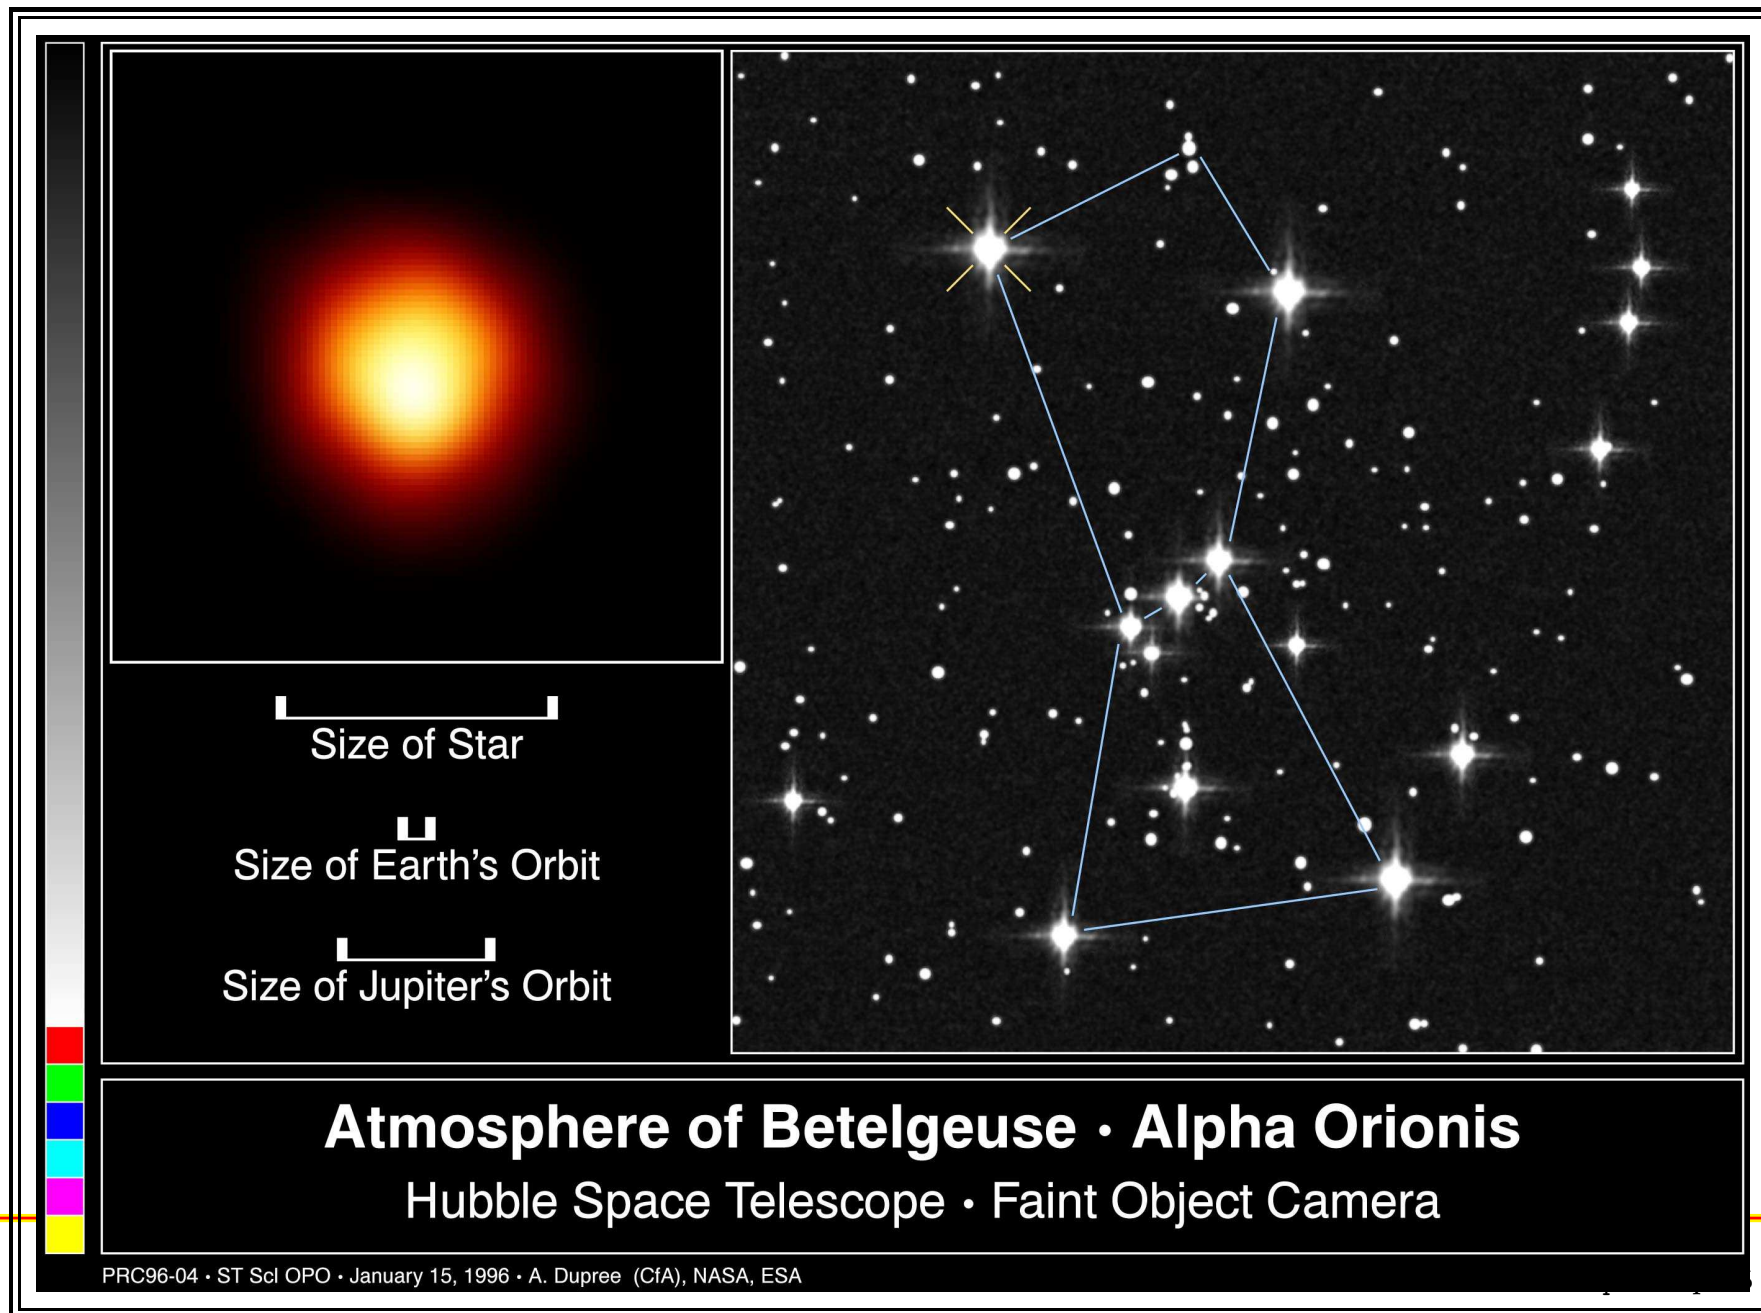 Size of Star
Size of Earth's Orbit
Size of Jupiter's Orbit
Atmosphere of Betelgeuse • Alpha Orionis
Hubble Space Telescope • Faint Object Camera
PRC96-04 • ST ScI OPO • January 15, 1996 • A. Dupree (CfA), NASA, ESA